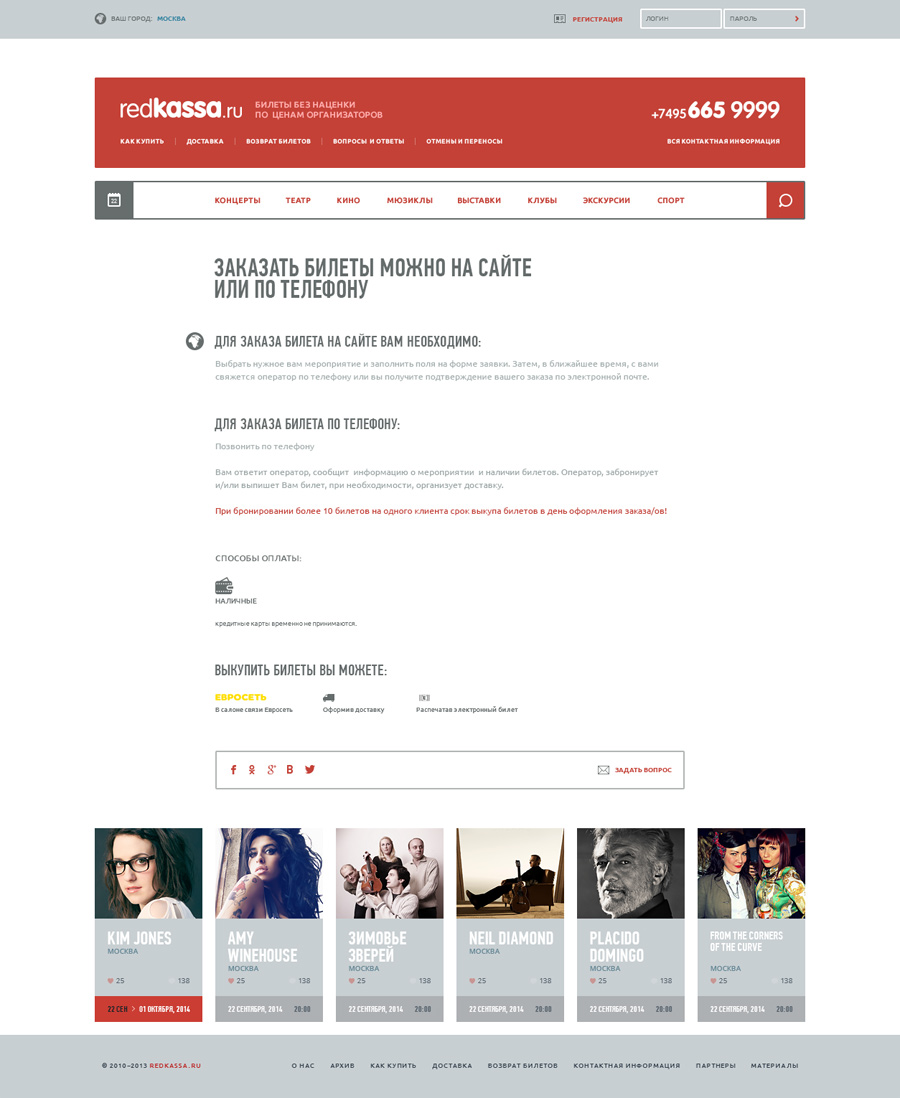 ВАШ ГОРОД: МОСКВА
РЕГИСТРАЦИЯ
ЛОГИН
ПАРОЛЬ
redkassa.ru
БИЛЕТЫ БЕЗ НАЦЕНКИ
ПО ЦЕНАМ ОРГАНИЗАТОРОВ
+7495 665 9999
КАК КУПИТЬ
ДОСТАВКА
ВОЗВРАТ БИЛЕТОВ
ВОПРОСЫ И ОТВЕТЫ
ОТМЕНЫ И ПЕРЕНОСЫ
ВСЯ КОНТАКТНАЯ ИНФОРМАЦИЯ
22
КОНЦЕРТЫ
ТЕАТР
КИНО
МЮЗИКЛЫ
ВЫСТАВКИ
КЛУБЫ
ЭКСКУРСИИ
СПОРТ
ЗАКАЗАТЬ БИЛЕТЫ МОЖНО НА САЙТЕ
ИЛИ ПО ТЕЛЕФОНУ
ДЛЯ ЗАКАЗА БИЛЕТА НА САЙТЕ ВАМ НЕОБХОДИМО:
Выбрать нужное вам мероприятие и заполнить поля на форме заявки. Затем, в ближайшее время, с вами
свяжется оператор по телефону или вы получите подтверждение вашего заказа по электронной почте.
ДЛЯ ЗАКАЗА БИЛЕТА ПО ТЕЛЕФОНУ:
Позвонить по телефону
Вам ответит оператор, сообщит информацию о мероприятии и наличии билетов. Оператор, забронирует
и/или выпишет Вам билет, при необходимости, организует доставку.
При бронировании более 10 билетов на одного клиента срок выкупа билетов в день оформления заказа/ов!
СПОСОБЫ ОПЛАТЫ:
НАЛИЧНЫЕ
кредитные карты временно не принимаются.
ВЫКУПИТЬ БИЛЕТЫ ВЫ МОЖЕТЕ:
ЕВРОСЕТЬ
В салоне связи Евросеть
Оформив доставку
Распечатав электронный билет
ЗАДАТЬ ВОПРОС
KIM JONES
МОСКВА
25
138
22 СЕН > 01 ОКТЯБРЯ, 2014
AMY
WINEHOUSE
МОСКВА
25
138
22 СЕНТЯБРЯ, 2014
20:00
ЗИМОВЬЕ
ЗВЕРЕЙ
МОСКВА
25
138
22 СЕНТЯБРЯ, 2014
20:00
NEIL DIAMOND
МОСКВА
25
138
22 СЕНТЯБРЯ, 2014
20:00
PLACIDO
DOMINGO
МОСКВА
25
138
22 СЕНТЯБРЯ, 2014
20:00
FROM THE CORNERS
OF THE CURVE
МОСКВА
25
138
22 СЕНТЯБРЯ, 2014
20:00
© 2010–2013 REDKASSA.RU
О НАС
АРХИВ
КАК КУПИТЬ
ДОСТАВКА
ВОЗВРАТ БИЛЕТОВ
КОНТАКТНАЯ ИНФОРМАЦИЯ
ПАРТНЕРЫ
МАТЕРИАЛЫ